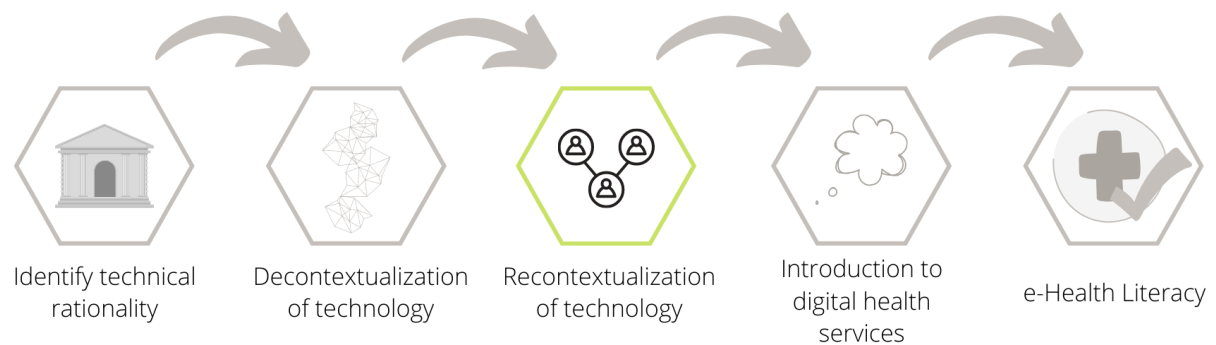 Identify technical
rationality
Decontextualization
of technology
Recontextualization
of technology
Introduction to
digital health
services
e-Health Literacy